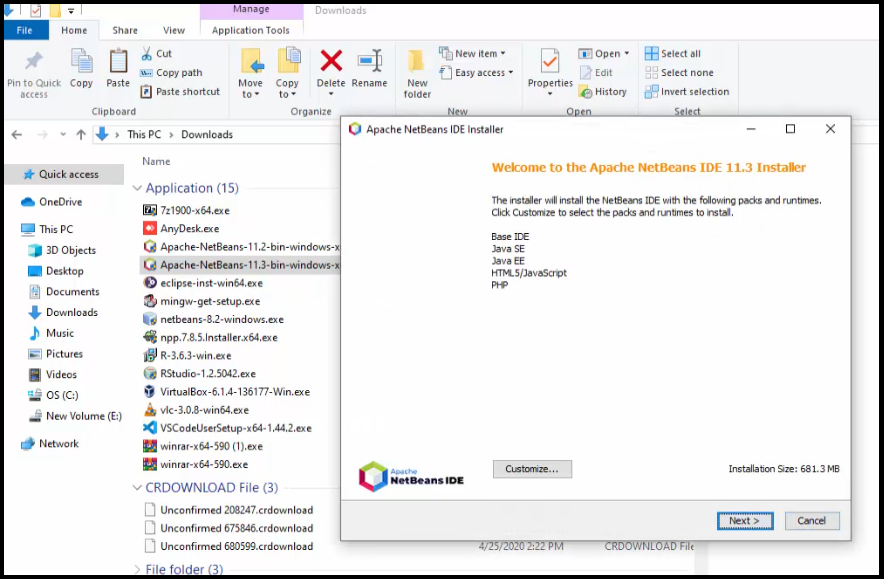 Manage
Downloads
File
Home
Share
View
Application Tools
Pin to Quick
access
Copy
Paste
Cut
Copy path
Paste shortcut
Clipboard
Move
to
Copy
to
Delete
Rename
Organize
New
folder
New item
Easy access
New
Properties
Open
Edit
History
Open
Select all
Select none
Invert selection
Select
This PC > Downloads
Quick access
OneDrive
This PC
3D Objects
Desktop
Documents
Downloads
Music
Pictures
Videos
OS (C:)
New Volume (E:)
Network
Name
Application (15)
7z1900-x64.exe
AnyDesk.exe
Apache-NetBeans-11.2-bin-windows-x
Apache-NetBeans-11.3-bin-windows-x
eclipse-inst-win64.exe
mingw-get-setup.exe
netbeans-8.2-windows.exe
npp.7.8.5.Installer.x64.exe
R-3.6.3-win.exe
RStudio-1.2.5042.exe
VirtualBox-6.1.4-136177-Win.exe
vlc-3.0.8-win64.exe
VSCodeUserSetup-x64-1.44.2.exe
winrar-x64-590 (1).exe
winrar-x64-590.exe
CRDOWNLOAD File (3)
Unconfirmed 208247.crdownload
Unconfirmed 675846.crdownload
Unconfirmed 680599.crdownload
4/25/2020 2:22 PM
CRDOWNLOAD File
File folder (3)
Apache NetBeans IDE Installer
Welcome to the Apache NetBeans IDE 11.3 Installer
The installer will install the NetBeans IDE with the following packs and runtimes.
Click Customize to select the packs and runtimes to install.
Base IDE
Java SE
Java EE
HTML5/JavaScript
PHP
Apache
NetBeans IDE
Customize...
Installation Size: 681.3 MB
Next >
Cancel